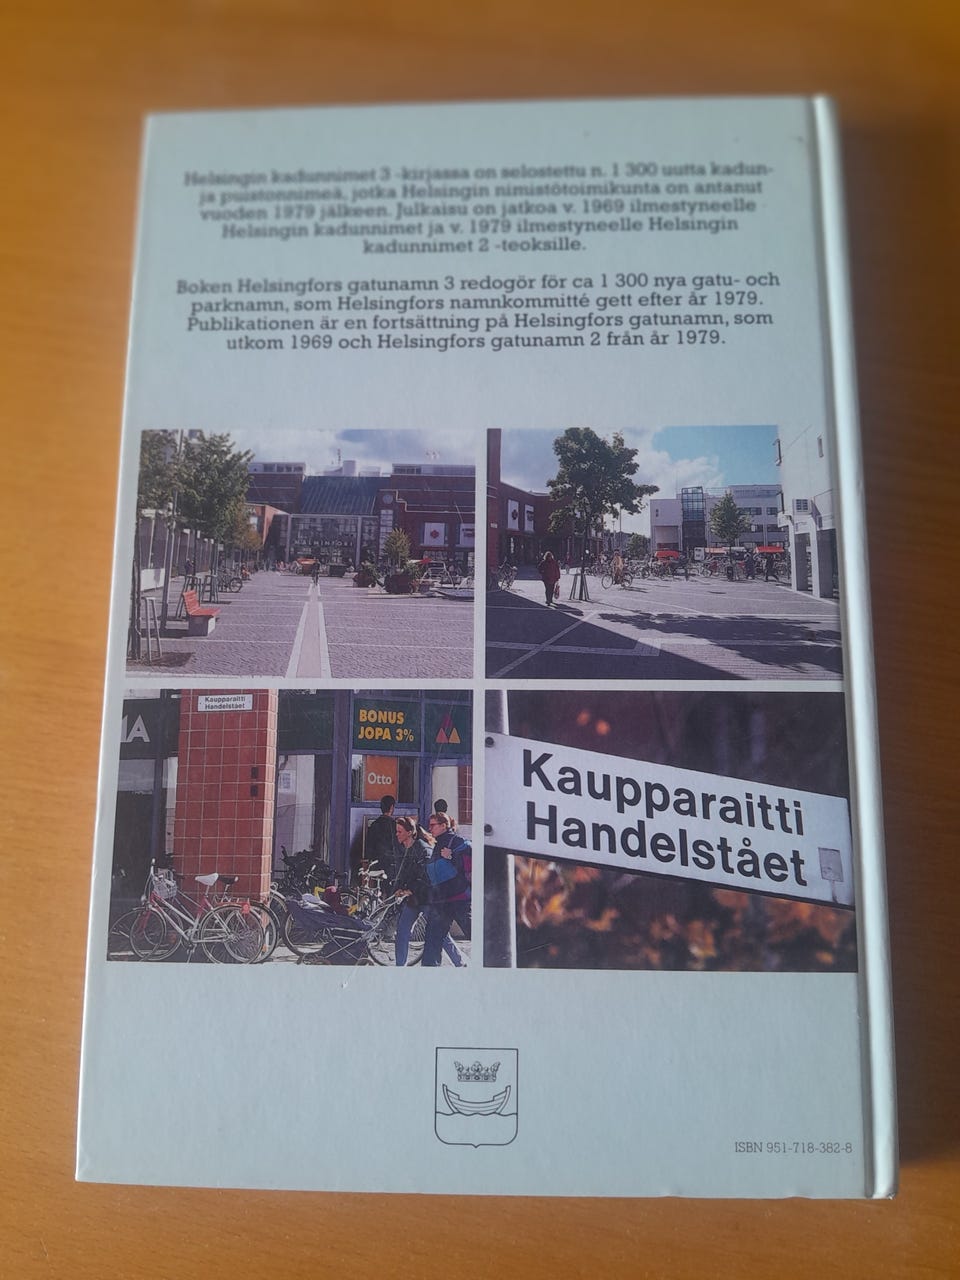 Helsingin kadunnimet 3 -kirjassa on selostettu n. 1 300 uutta kadun-
ja puistonnimeä, jotka Helsingin nimistötoimikunta on antanut
vuoden 1979 jälkeen. Julkaisu on jatkoa v. 1969 ilmestyneelle
Helsingin kadunnimet ja v. 1979 ilmestyneelle Helsingin
kadunnimet 2 -teoksille.
Boken Helsingfors gatunamn 3 redogör för ca 1 300 nya gatu- och
parknamn, som Helsingfors namnkommitté gett efter år 1979.
Publikationen är en fortsättning på Helsingfors gatunamn, som
utkom 1969 och Helsingfors gatunamn 2 från år 1979.
Kaupparaitti
Handelstået
BONUS
JOPA 3%
Otto
Kaupparaitti
Handelstået
ISBN 951-718-382-8